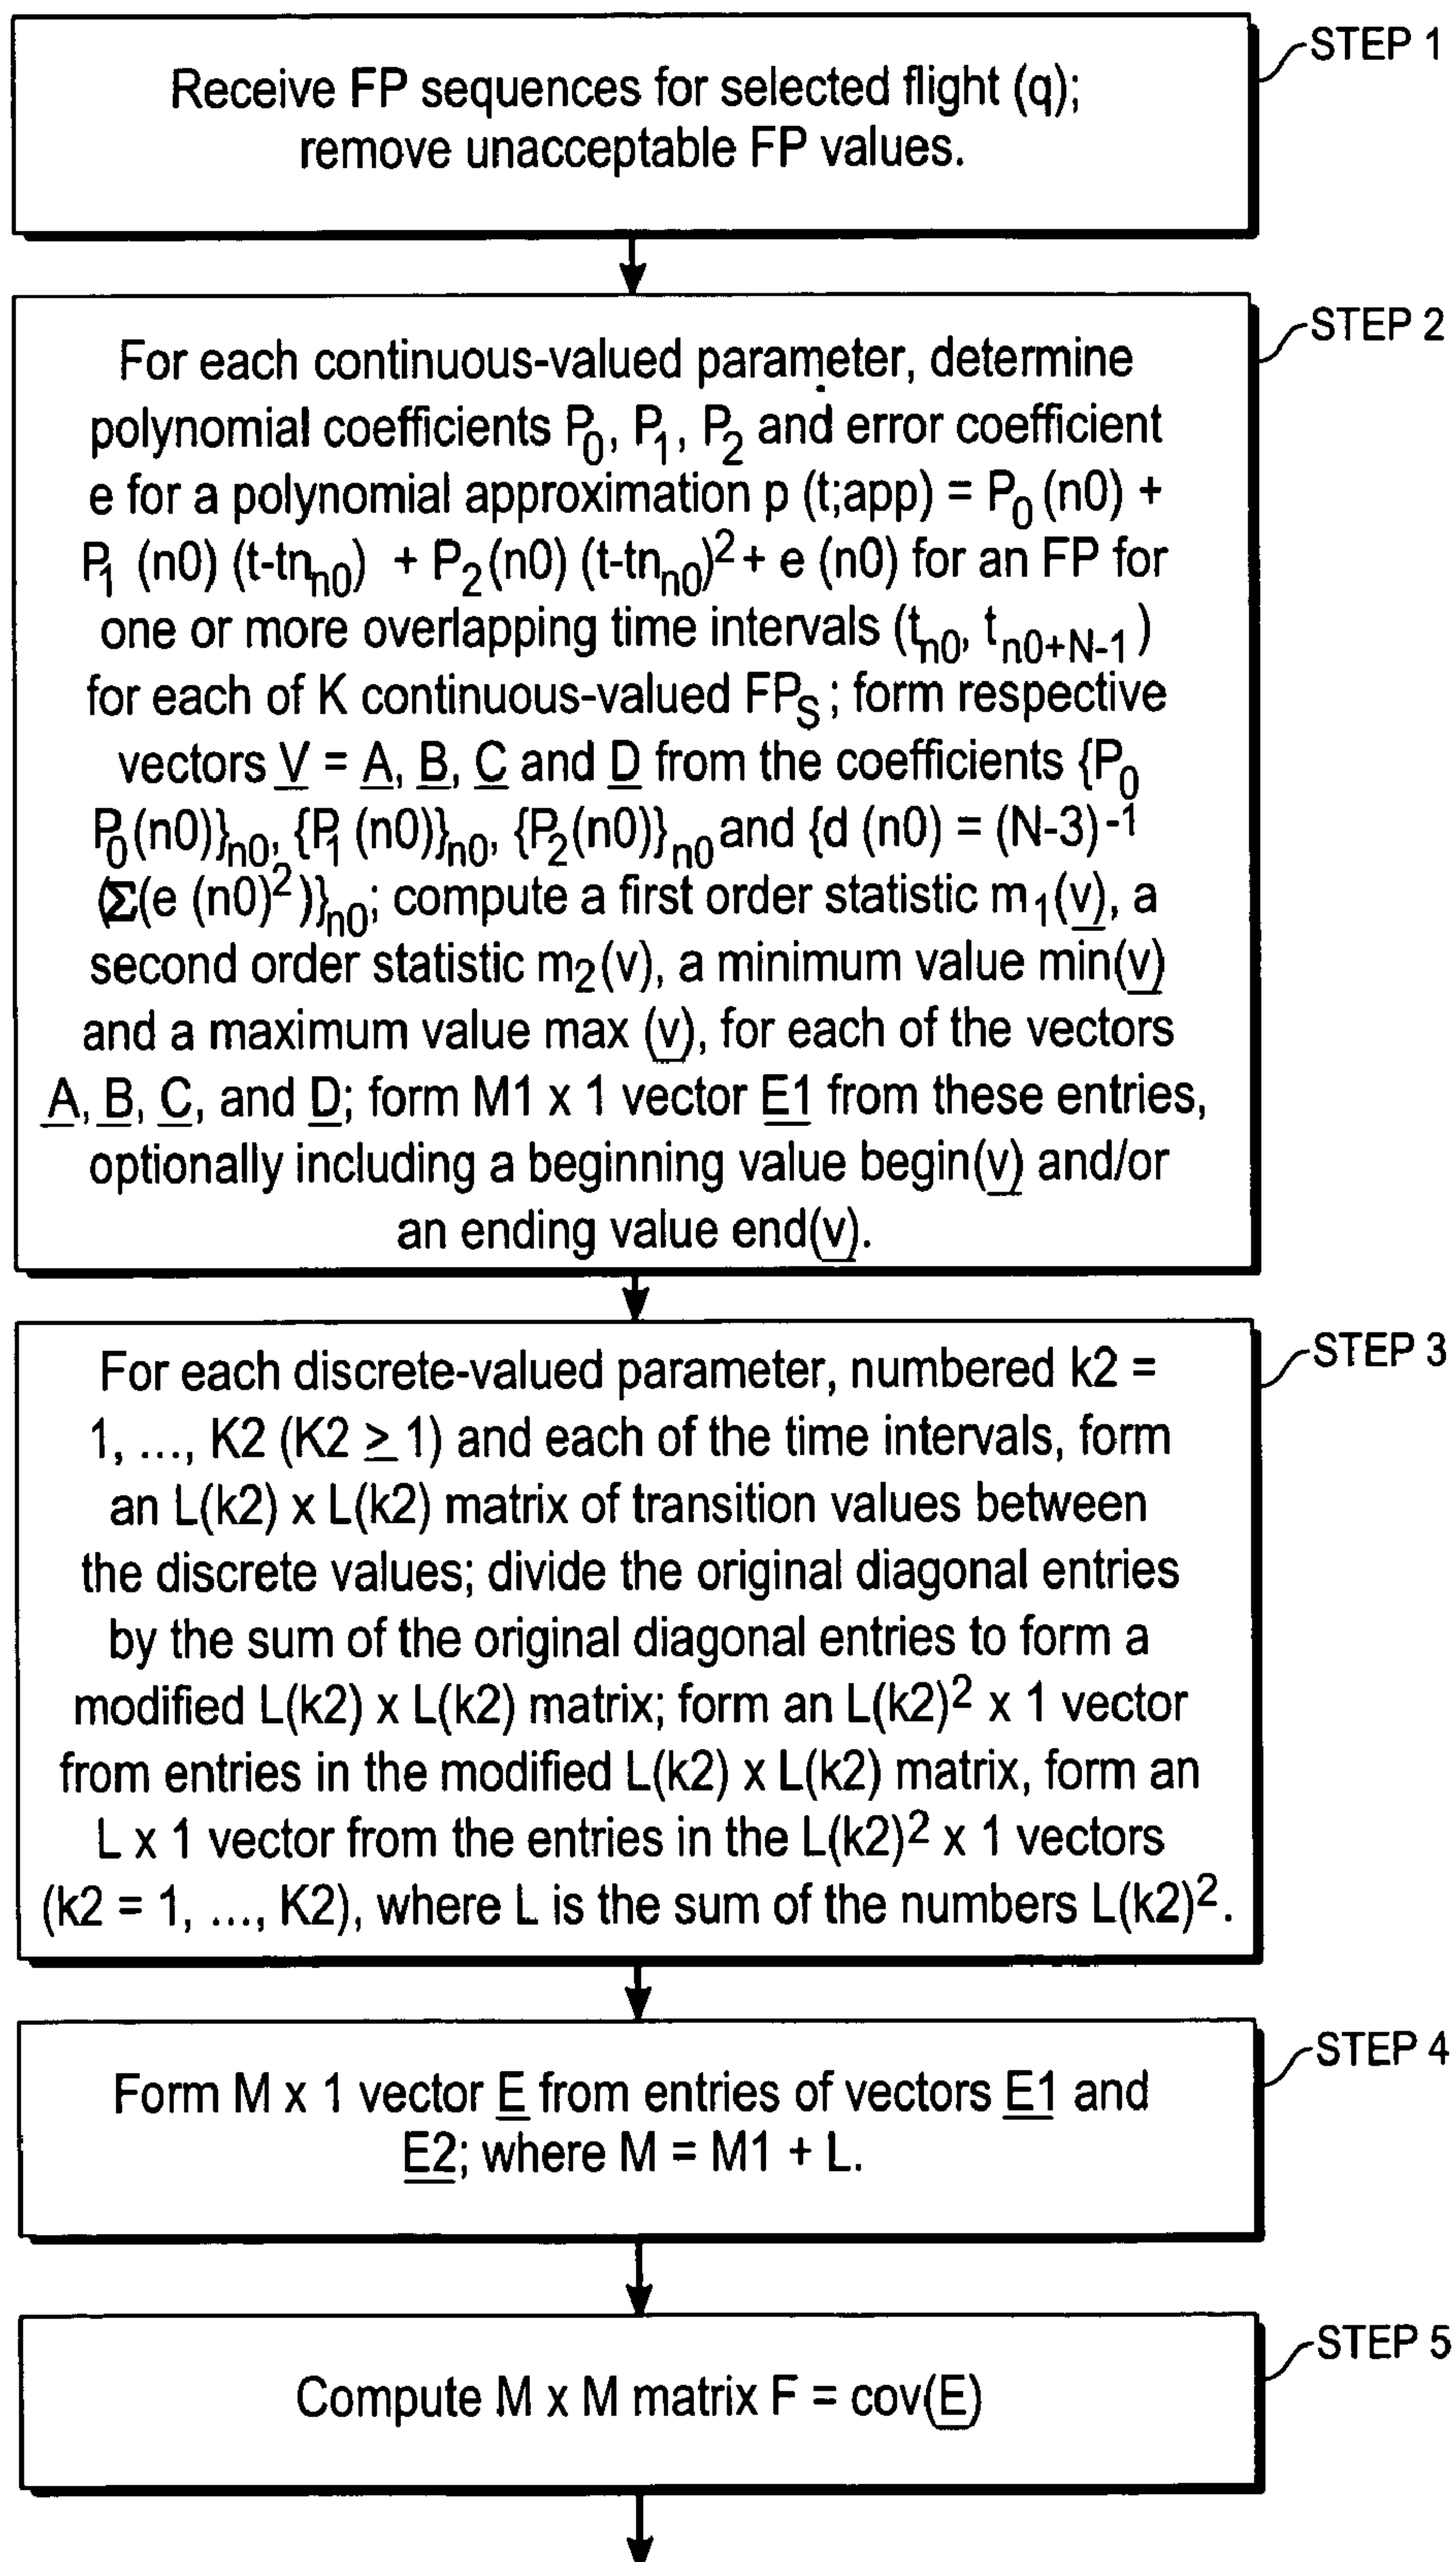 STEP 1
Receive FP sequences for selected flight (q);
remove unacceptable FP values.
STEP 2
For each continuous-valued parameter, determine
polynomial coefficients P₀, P₁, P₂ and error coefficient
e for a polynomial approximation p (t;app) = P₀ (n0) +
P₁ (n0) (t-tn_n0) + P₂(n0) (t-tn_n0)² + e (n0) for an FP for
one or more overlapping time intervals (t_n0, t_n0+N-1)
for each of K continuous-valued FP_S; form respective
vectors V = A, B, C and D from the coefficients {P₀
P₀(n0)}_n0, {P₁ (n0)}_n0, {P₂(n0)}_n0 and {d (n0) = (N-3)⁻¹
(Σ(e (n0)²)}_n0; compute a first order statistic m₁(v), a
second order statistic m₂(v), a minimum value min(v)
and a maximum value max (v), for each of the vectors
A, B, C, and D; form M1 x 1 vector E1 from these entries,
optionally including a beginning value begin(v) and/or
an ending value end(v).
STEP 3
For each discrete-valued parameter, numbered k2 =
1, ..., K2 (K2 ≥ 1) and each of the time intervals, form
an L(k2) x L(k2) matrix of transition values between
the discrete values; divide the original diagonal entries
by the sum of the original diagonal entries to form a
modified L(k2) x L(k2) matrix; form an L(k2)² x 1 vector
from entries in the modified L(k2) x L(k2) matrix, form an
L x 1 vector from the entries in the L(k2)² x 1 vectors
(k2 = 1, ..., K2), where L is the sum of the numbers L(k2)².
STEP 4
Form M x 1 vector E from entries of vectors E1 and
E2; where M = M1 + L.
STEP 5
Compute M x M matrix F = cov(E)